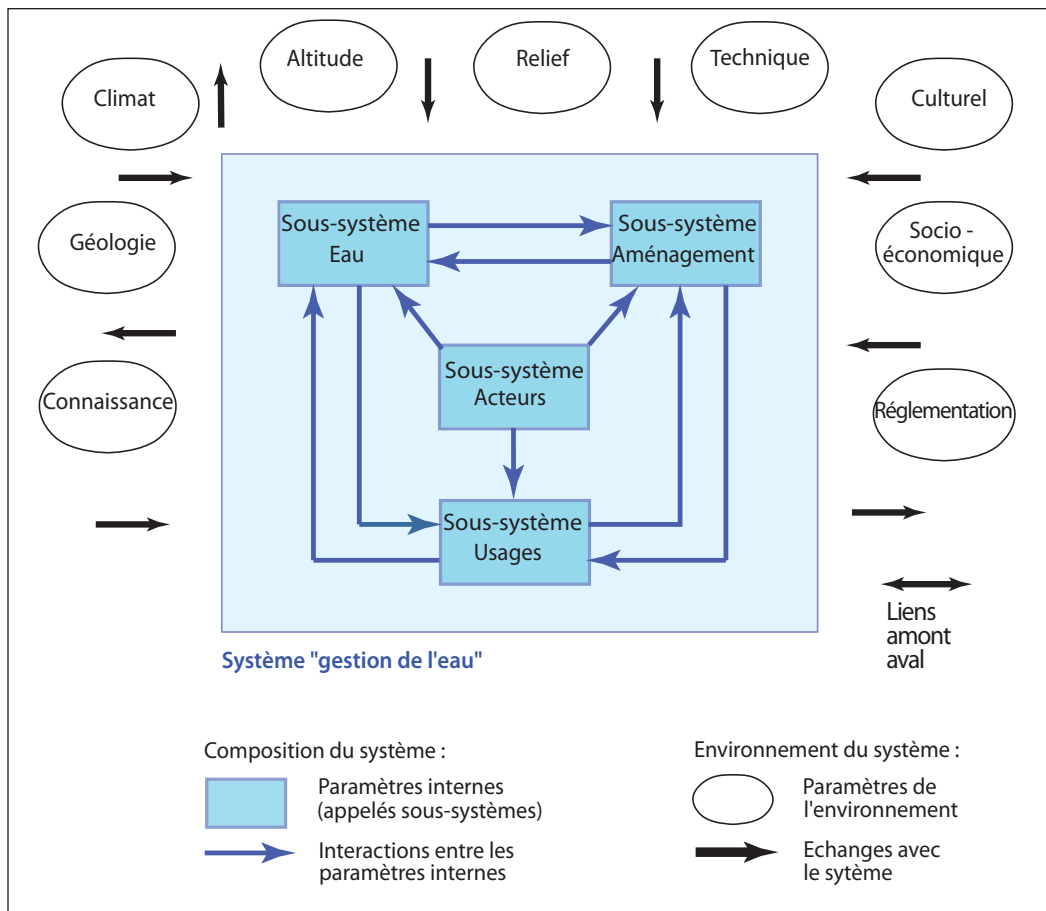 Altitude
Relief
Technique
Climat
Culturel
Géologie
Socio -
économique
Connaissance
Réglementation
Sous-système
Eau
Sous-système
Aménagement
Sous-système
Acteurs
Sous-système
Usages
Liens
amont
aval
Système "gestion de l'eau"
Composition du système :
Paramètres internes
(appelés sous-systèmes)
Interactions entre les
paramètres internes
Environnement du système :
Paramètres de
l'environnement
Echanges avec
le sytème